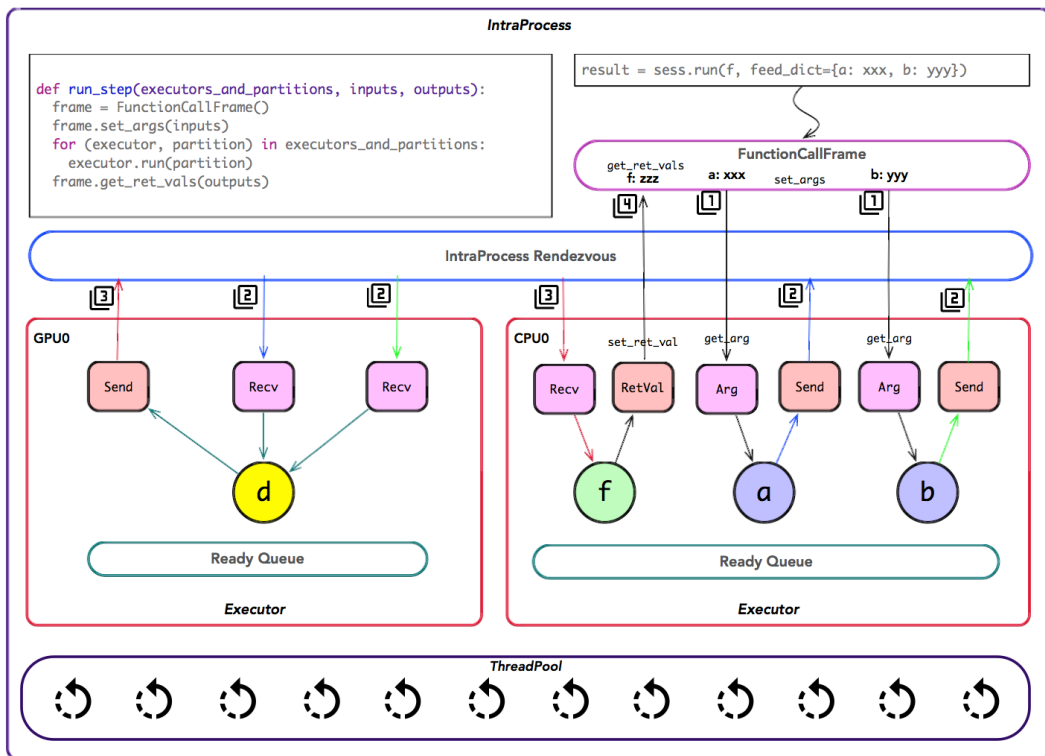 IntraProcess
def run_step(executors_and_partitions, inputs, outputs):
frame = FunctionCallFrame()
frame.set_args(inputs)
for (executor, partition) in executors_and_partitions:
executor.run(partition)
frame.get_ret_vals(outputs)
result = sess.run(f, feed_dict={a: xxx, b: yyy})
FunctionCallFrame
get_ret_vals
f: zzz
a: xxx
set_args
b: yyy
4
1
1
IntraProcess Rendezvous
3
2
2
3
2
2
GPU0
Send
Recv
Recv
d
Ready Queue
Executor
CPU0
set_ret_val
get_arg
get_arg
Recv
RetVal
Arg
Send
Arg
Send
f
a
b
Ready Queue
Executor
ThreadPool